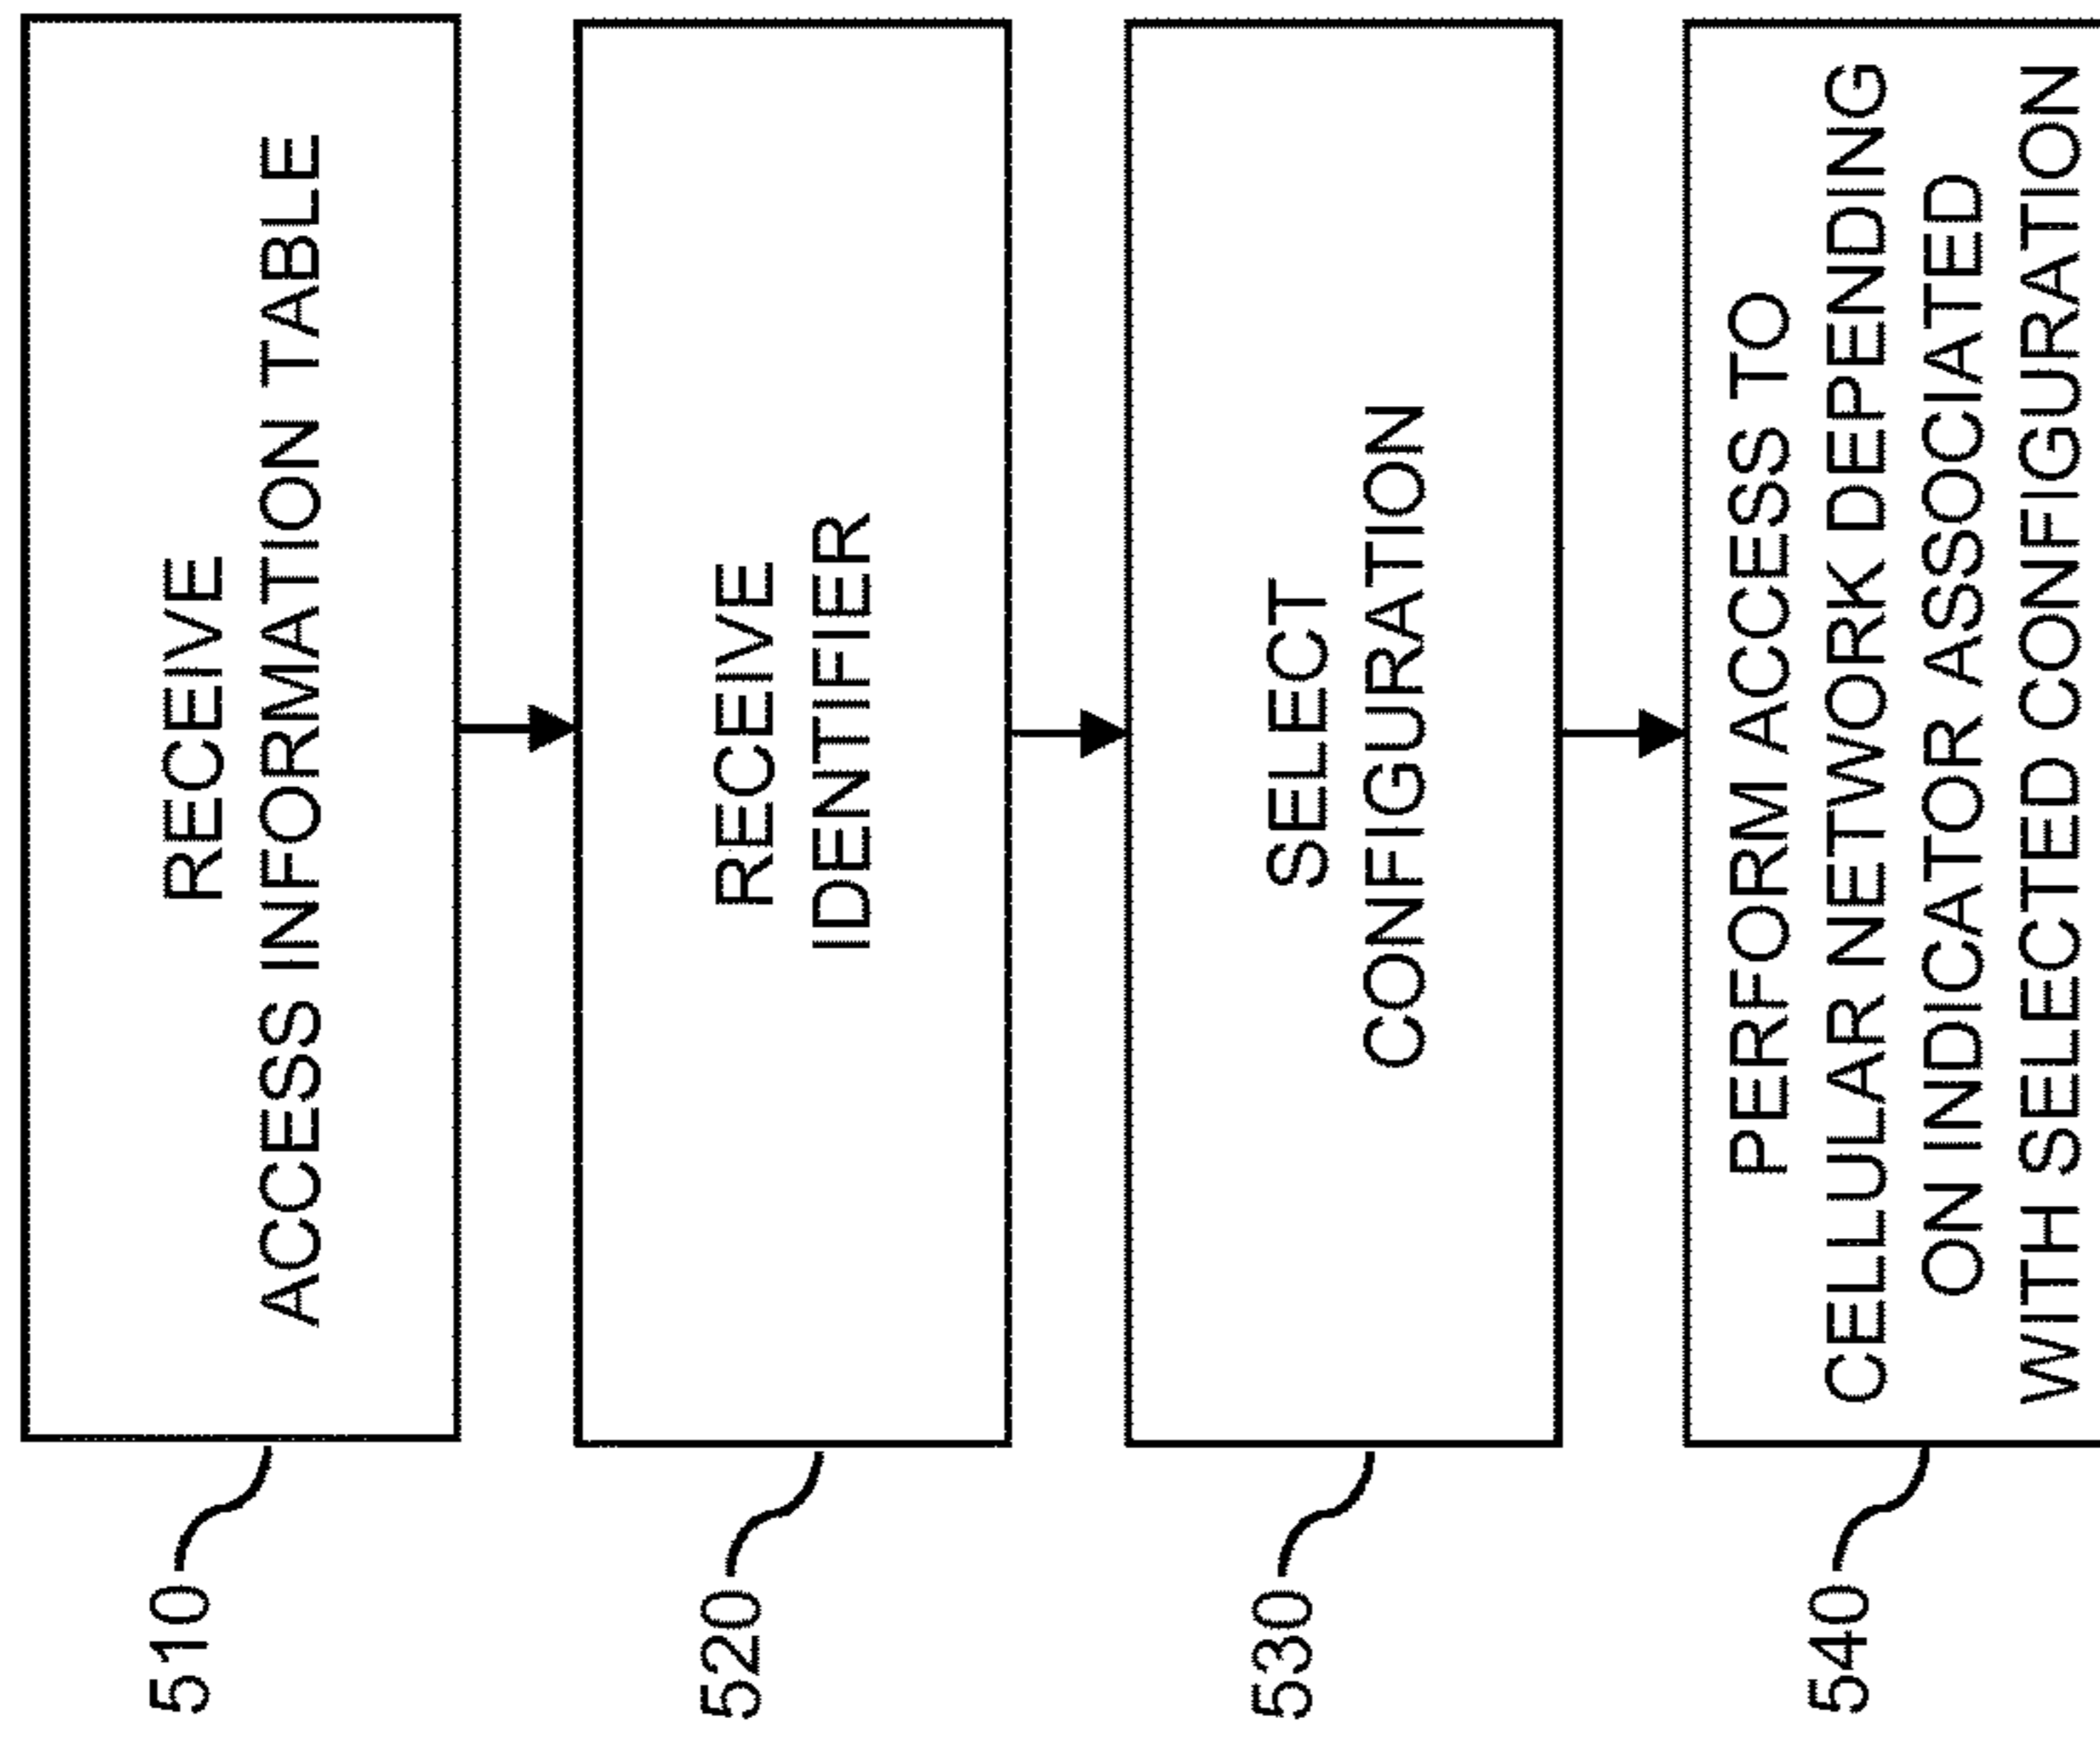 510
RECEIVE
ACCESS INFORMATION TABLE
520
RECEIVE
IDENTIFIER
530
SELECT
CONFIGURATION
540
PERFORM ACCESS TO
CELLULAR NETWORK DEPENDING
ON INDICATOR ASSOCIATED
WITH SELECTED CONFIGURATION